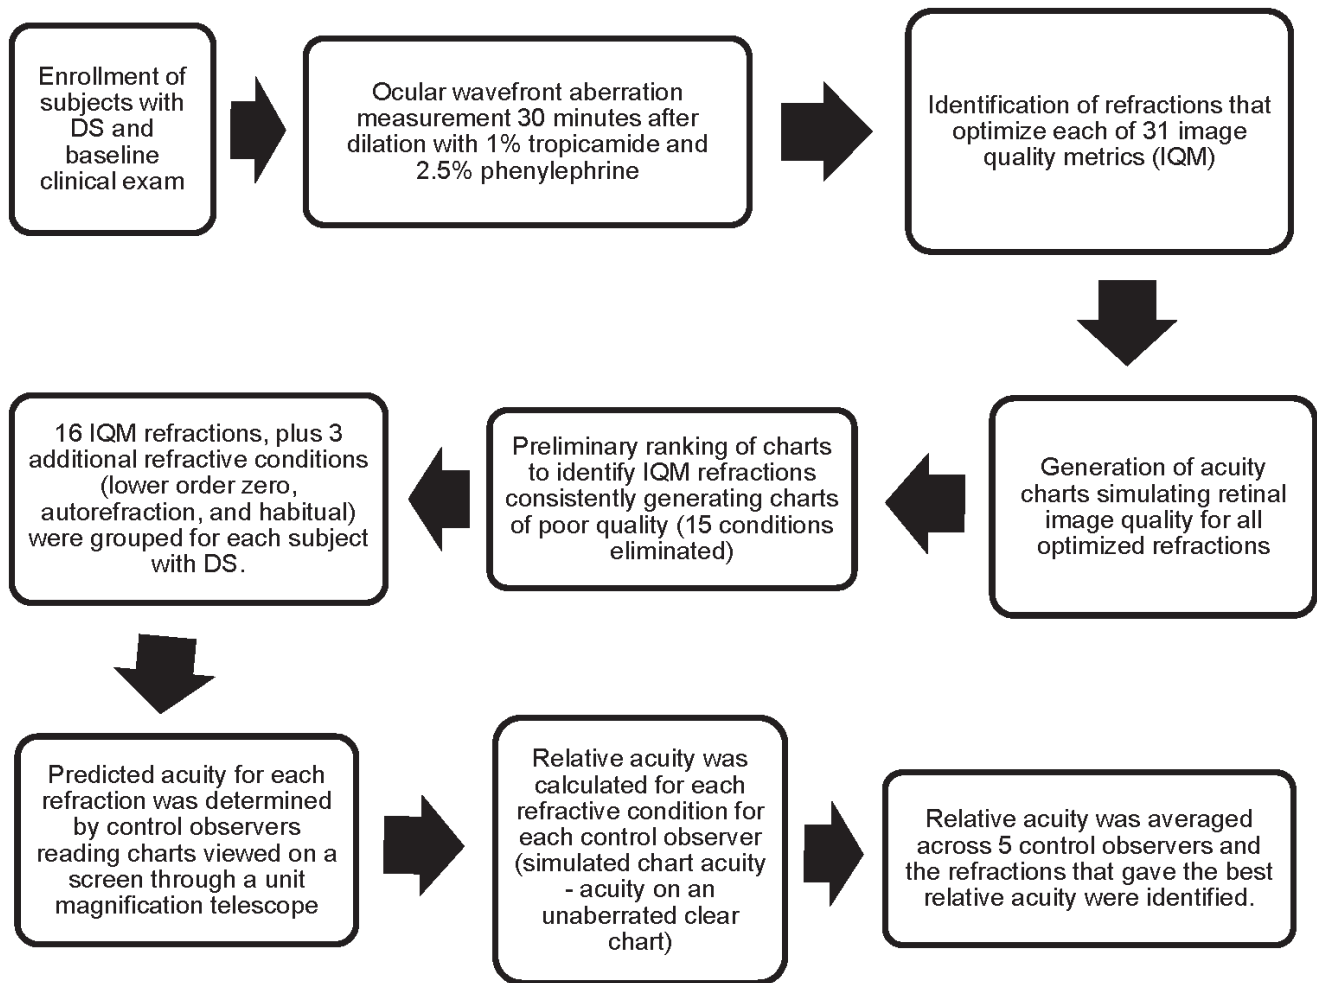 Enrollment of
subjects with
DS and
baseline
clinical exam
Ocular wavefront aberration
measurement 30 minutes after
dilation with 1% tropicamide and
2.5% phenylephrine
Identification of refractions that
optimize each of 31 image
quality metrics (IQM)
Generation of acuity
charts simulating retinal
image quality for all
optimized refractions
Preliminary ranking of charts
to identify IQM refractions
consistently generating charts
of poor quality (15 conditions
eliminated)
16 IQM refractions, plus 3
additional refractive conditions
(lower order zero,
autorefraction, and habitual)
were grouped for each subject
with DS.
Predicted acuity for each
refraction was determined
by control observers
reading charts viewed on a
screen through a unit
magnification telescope
Relative acuity was
calculated for each
refractive condition for
each control observer
(simulated chart acuity
- acuity on an
unaberrated clear
chart)
Relative acuity was averaged
across 5 control observers and
the refractions that gave the best
relative acuity were identified.